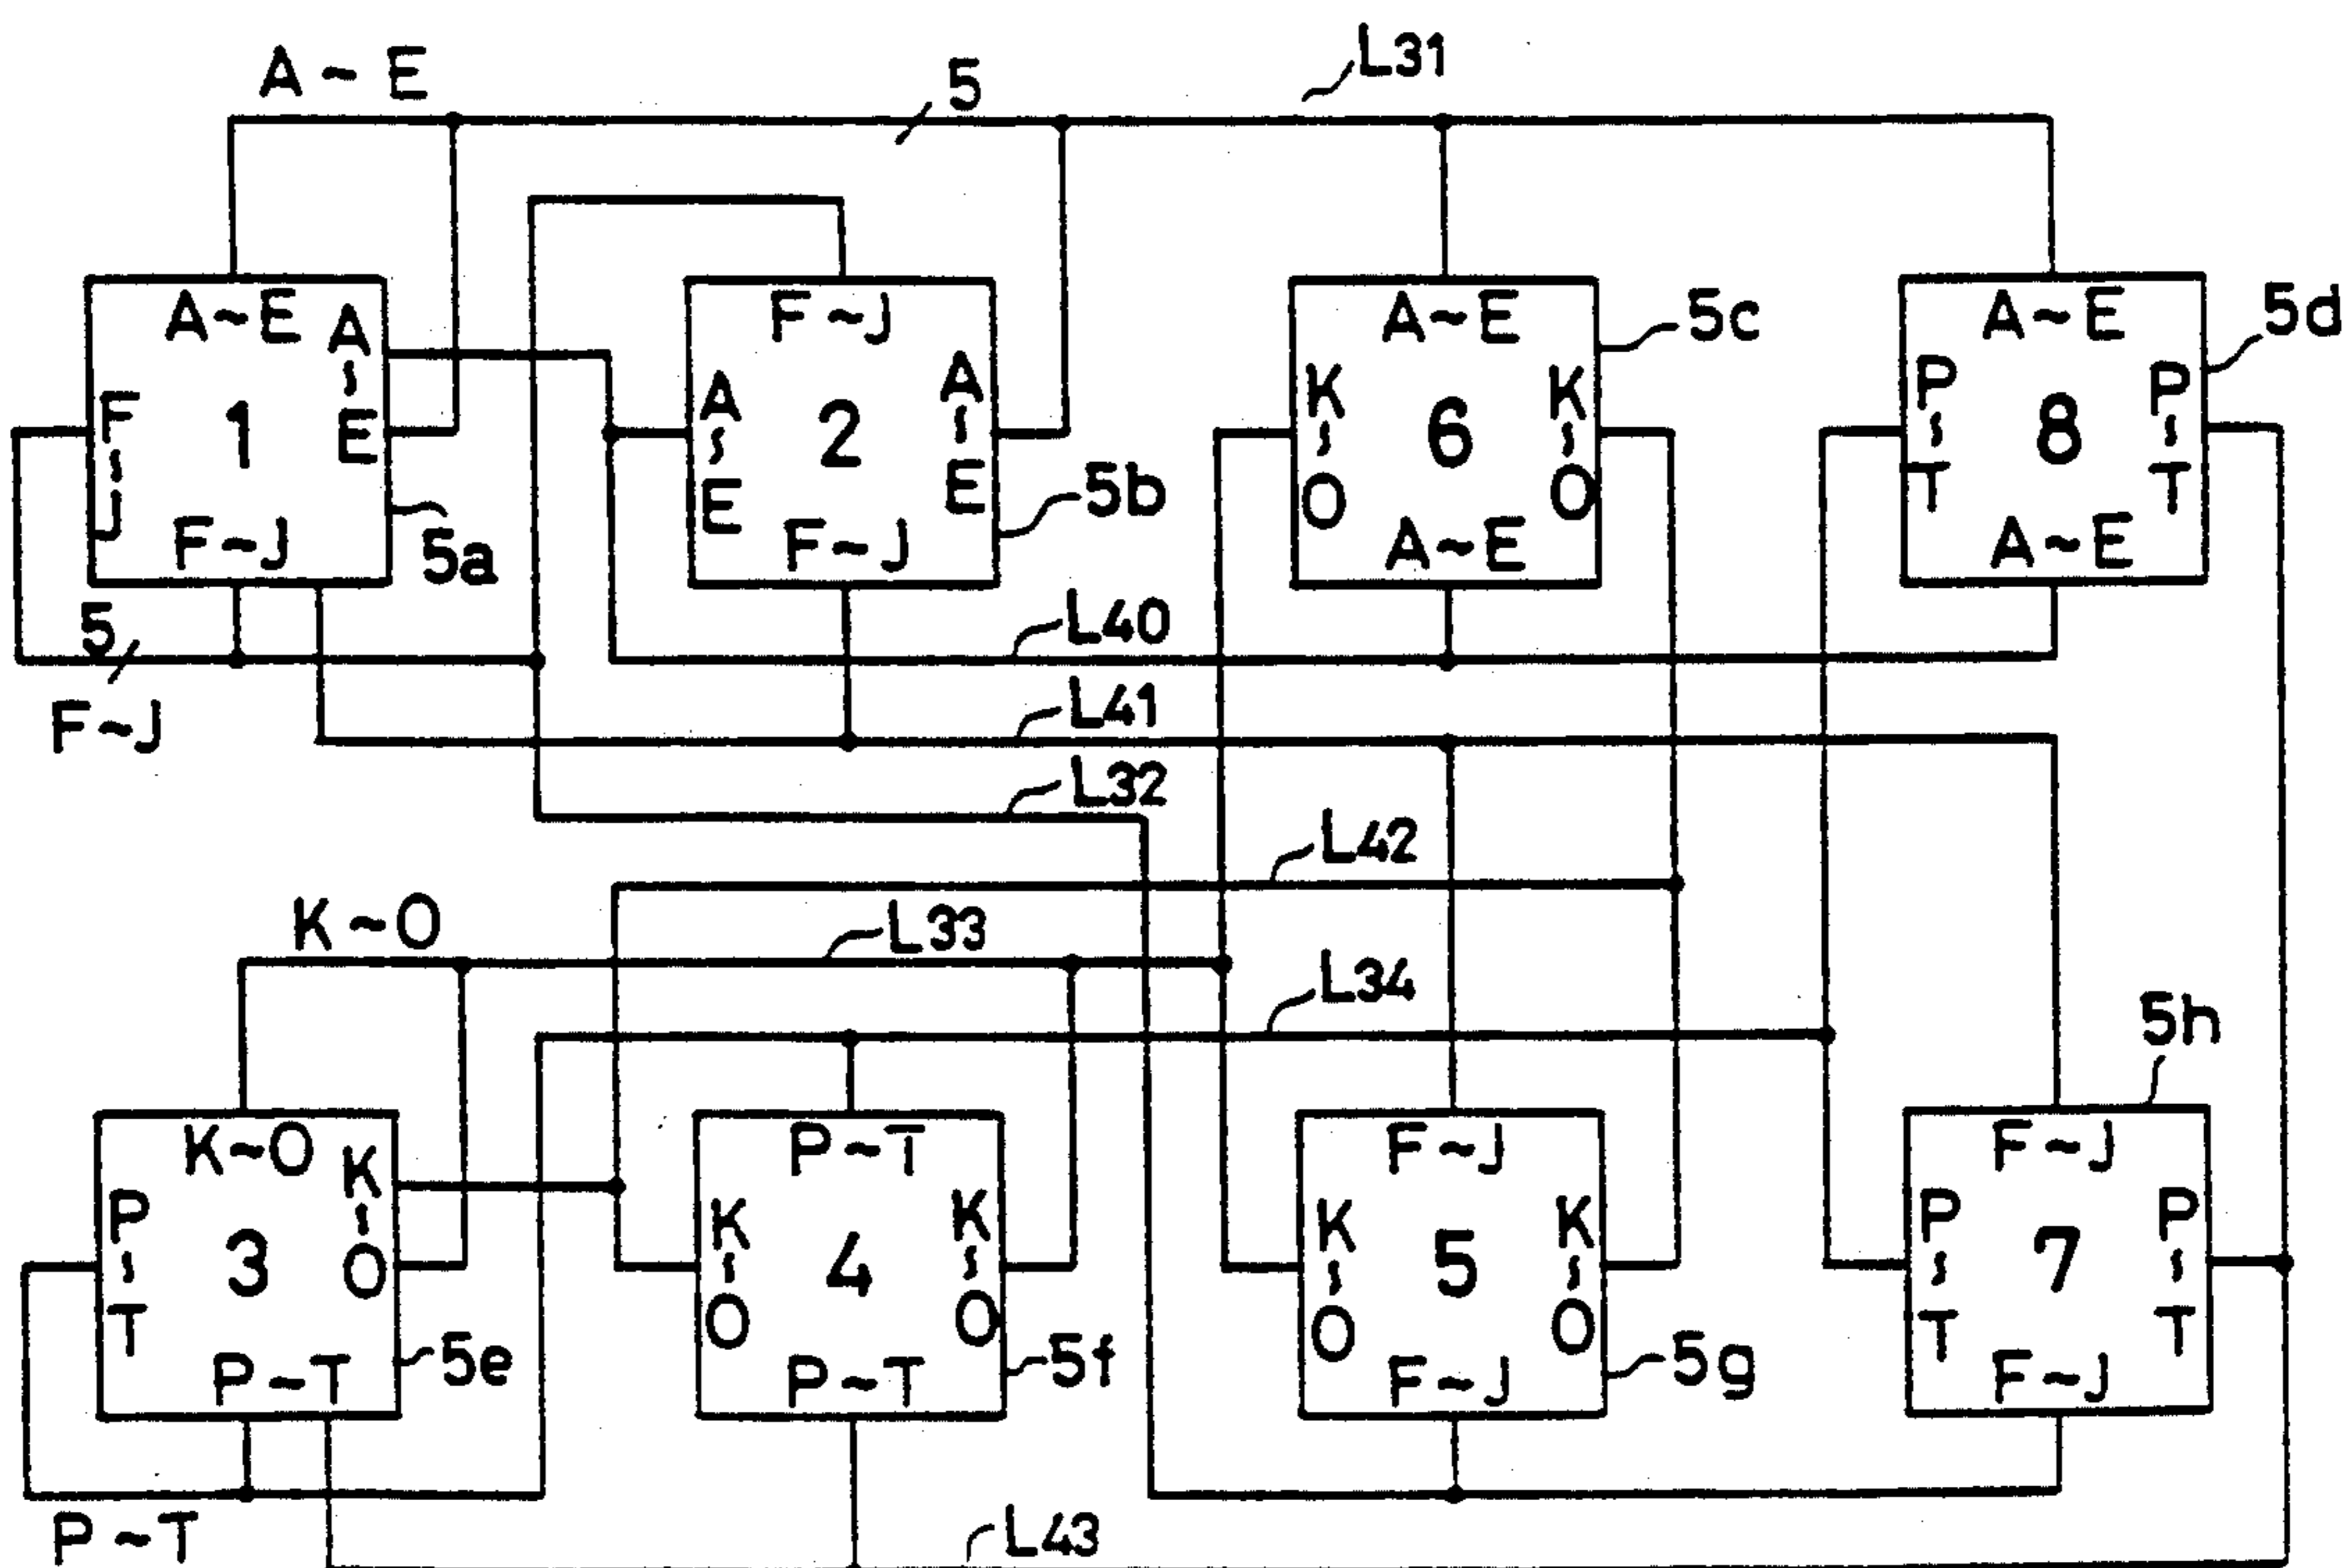 A ~ E
5
L31
A~E
A
~
E
F
~
J
1
F~J
5a
F~J
A
~
E
2
A
~
E
F~J
5b
A~E
K
~
O
6
K
~
O
A~E
5c
A~E
P
~
T
8
P
~
T
A~E
5d
5
F~J
L40
L41
L32
L42
K~O
L33
L34
K~O
K
~
O
P
~
T
3
P~T
5e
P~T
K
~
O
4
K
~
O
P~T
5f
F~J
K
~
O
5
K
~
O
F~J
5g
F~J
P
~
T
7
P
~
T
F~J
5h
P~T
L43